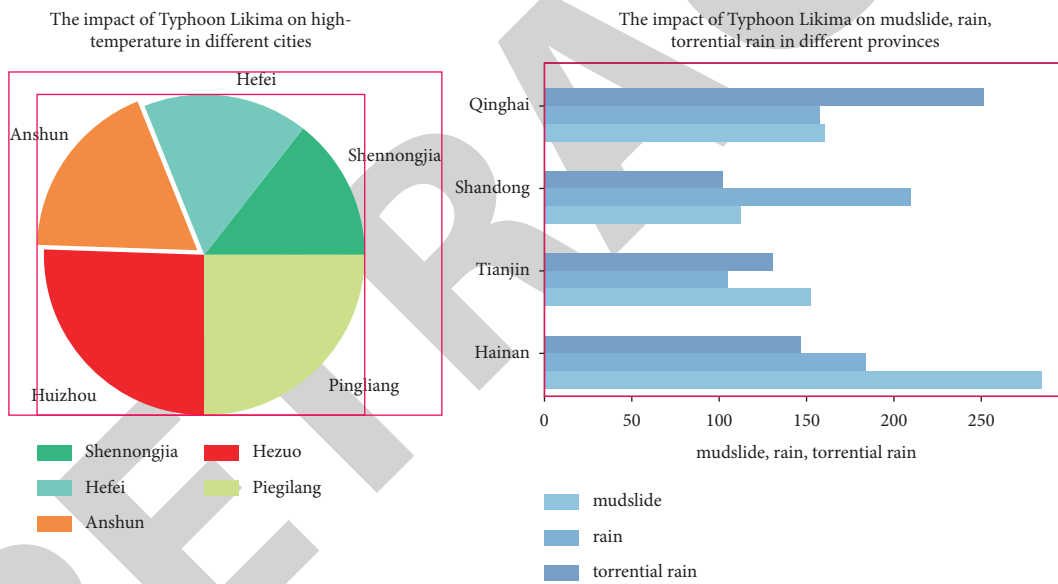 The impact of Typhoon Likima on high-
temperature in different cities
Hefei
Anshun
Shennongjia
Huizhou
Pingliang
Shennongjia
Hezuo
Hefei
Piegilang
Anshun
The impact of Typhoon Likima on mudslide, rain,
torrential rain in different provinces
Qinghai
Shandong
Tianjin
Hainan
0 50 100 150 200 250
mudslide, rain, torrential rain
mudslide
rain
torrential rain